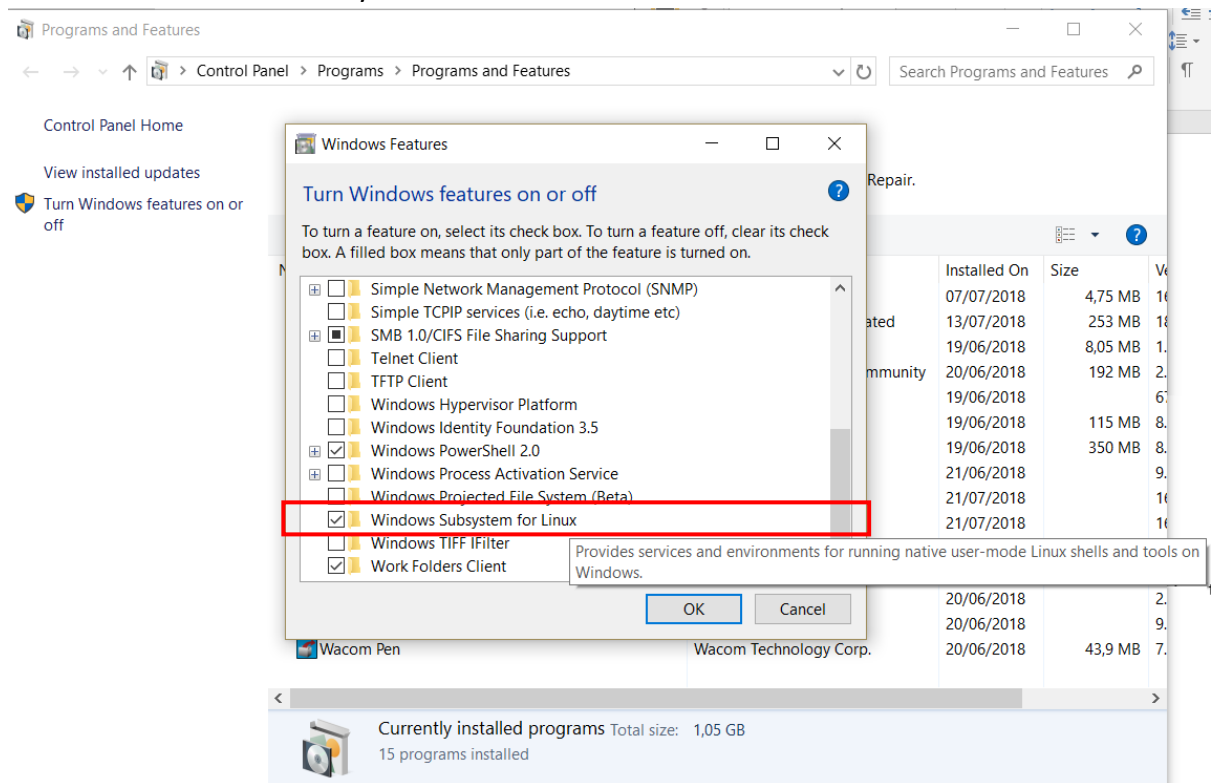 Programs and Features
Control Panel > Programs > Programs and Features
Search Programs and Features
Control Panel Home
View installed updates
Turn Windows features on or
off
Repair.
Windows Features
Turn Windows features on or off
To turn a feature on, select its check box. To turn a feature off, clear its check
box. A filled box means that only part of the feature is turned on.
Simple Network Management Protocol (SNMP)
Simple TCPIP services (i.e. echo, daytime etc)
SMB 1.0/CIFS File Sharing Support
Telnet Client
TFTP Client
Windows Hypervisor Platform
Windows Identity Foundation 3.5
Windows PowerShell 2.0
Windows Process Activation Service
Windows Projected File System (Beta)
Windows Subsystem for Linux
Windows TIFF IFilter
Work Folders Client
Provides services and environments for running native user-mode Linux shells and tools on
Windows.
OK Cancel
Installed On Size
07/07/2018 4,75 MB
13/07/2018 253 MB
19/06/2018 8,05 MB
20/06/2018 192 MB
19/06/2018
19/06/2018 115 MB
19/06/2018 350 MB
21/06/2018
21/07/2018
21/07/2018
20/06/2018
20/06/2018
Wacom Pen Wacom Technology Corp. 20/06/2018 43,9 MB
Currently installed programs Total size: 1,05 GB
15 programs installed